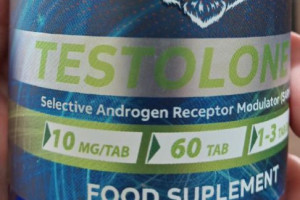 TESTOLONE
Selective Androgen Receptor Modulator
10 MG/TAB 60 TAB 1-3
FOOD SUPLEMENT